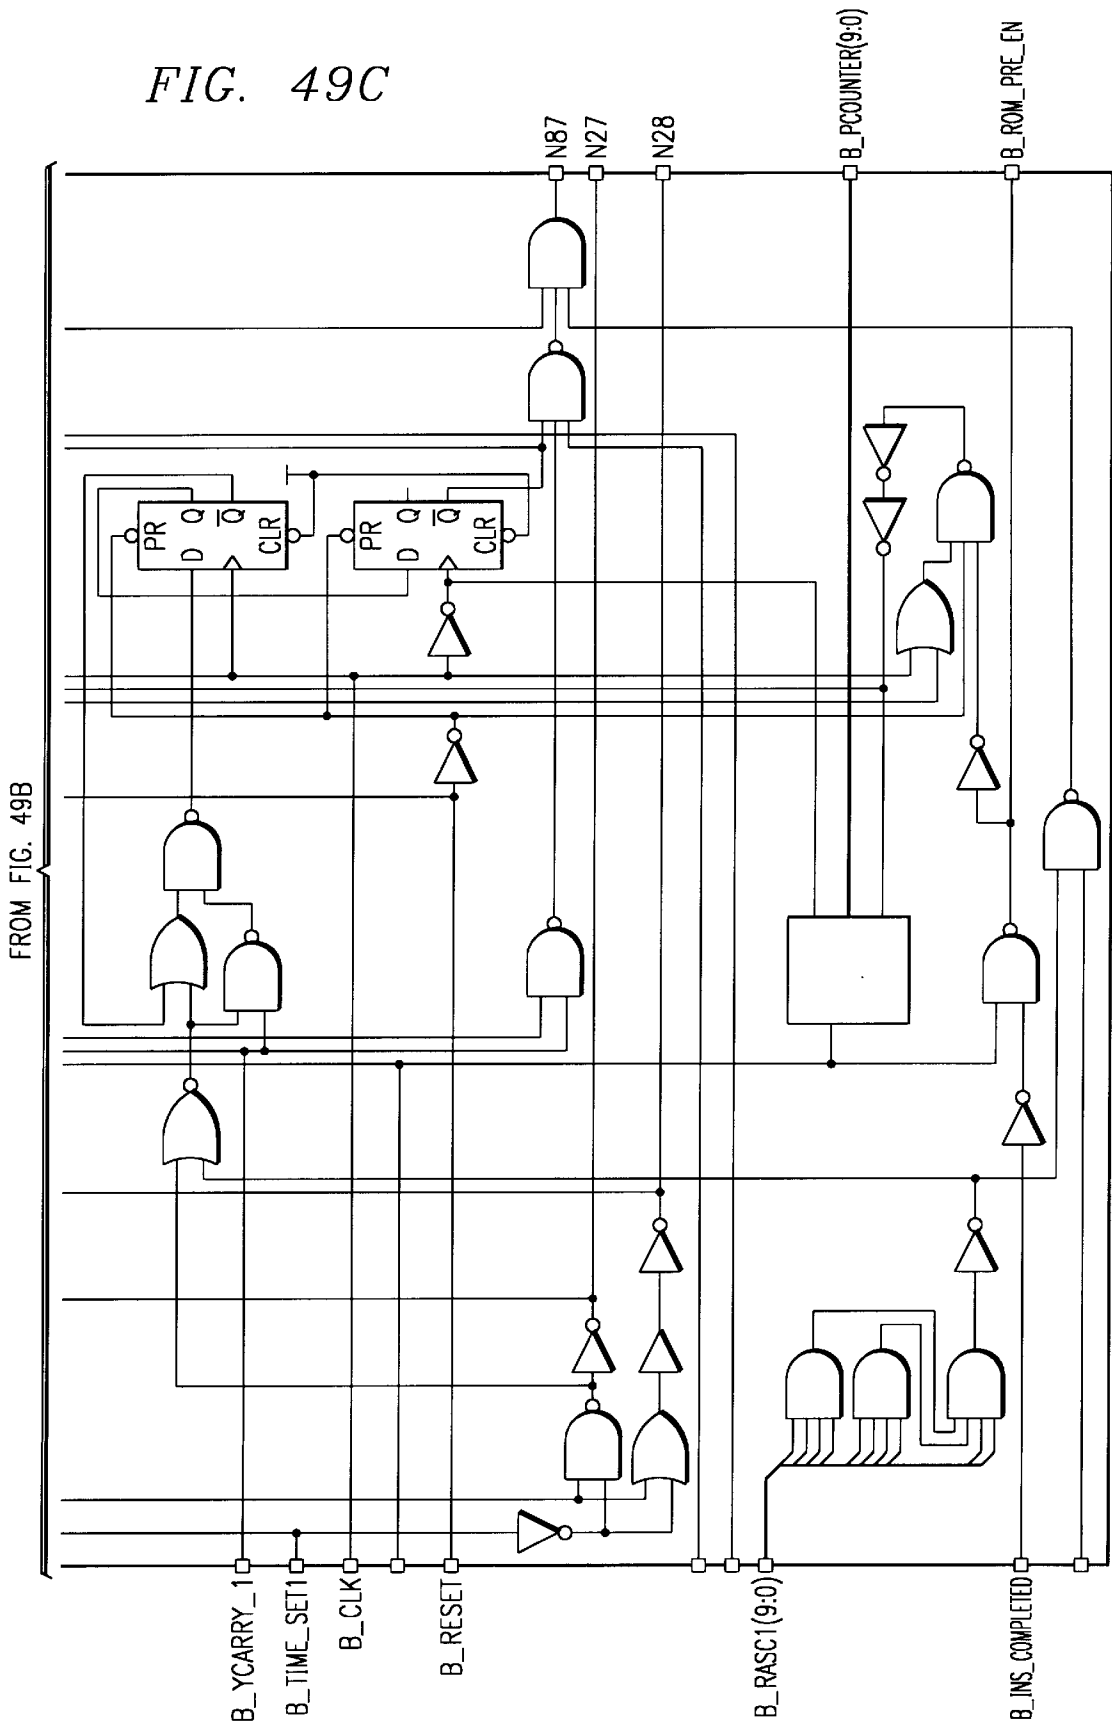 FIG. 49C
FROM FIG. 49B
N87
N27
N28
B_PCOUNTER(9:0)
B_ROM_PRE_EN
PR
D
Q
Q
CLR
PR
D
Q
Q
CLR
B_YCARRY_1
B_TIME_SET1
B_CLK
B_RESET
B_RASC1(9:0)
B_INS_COMPLETED